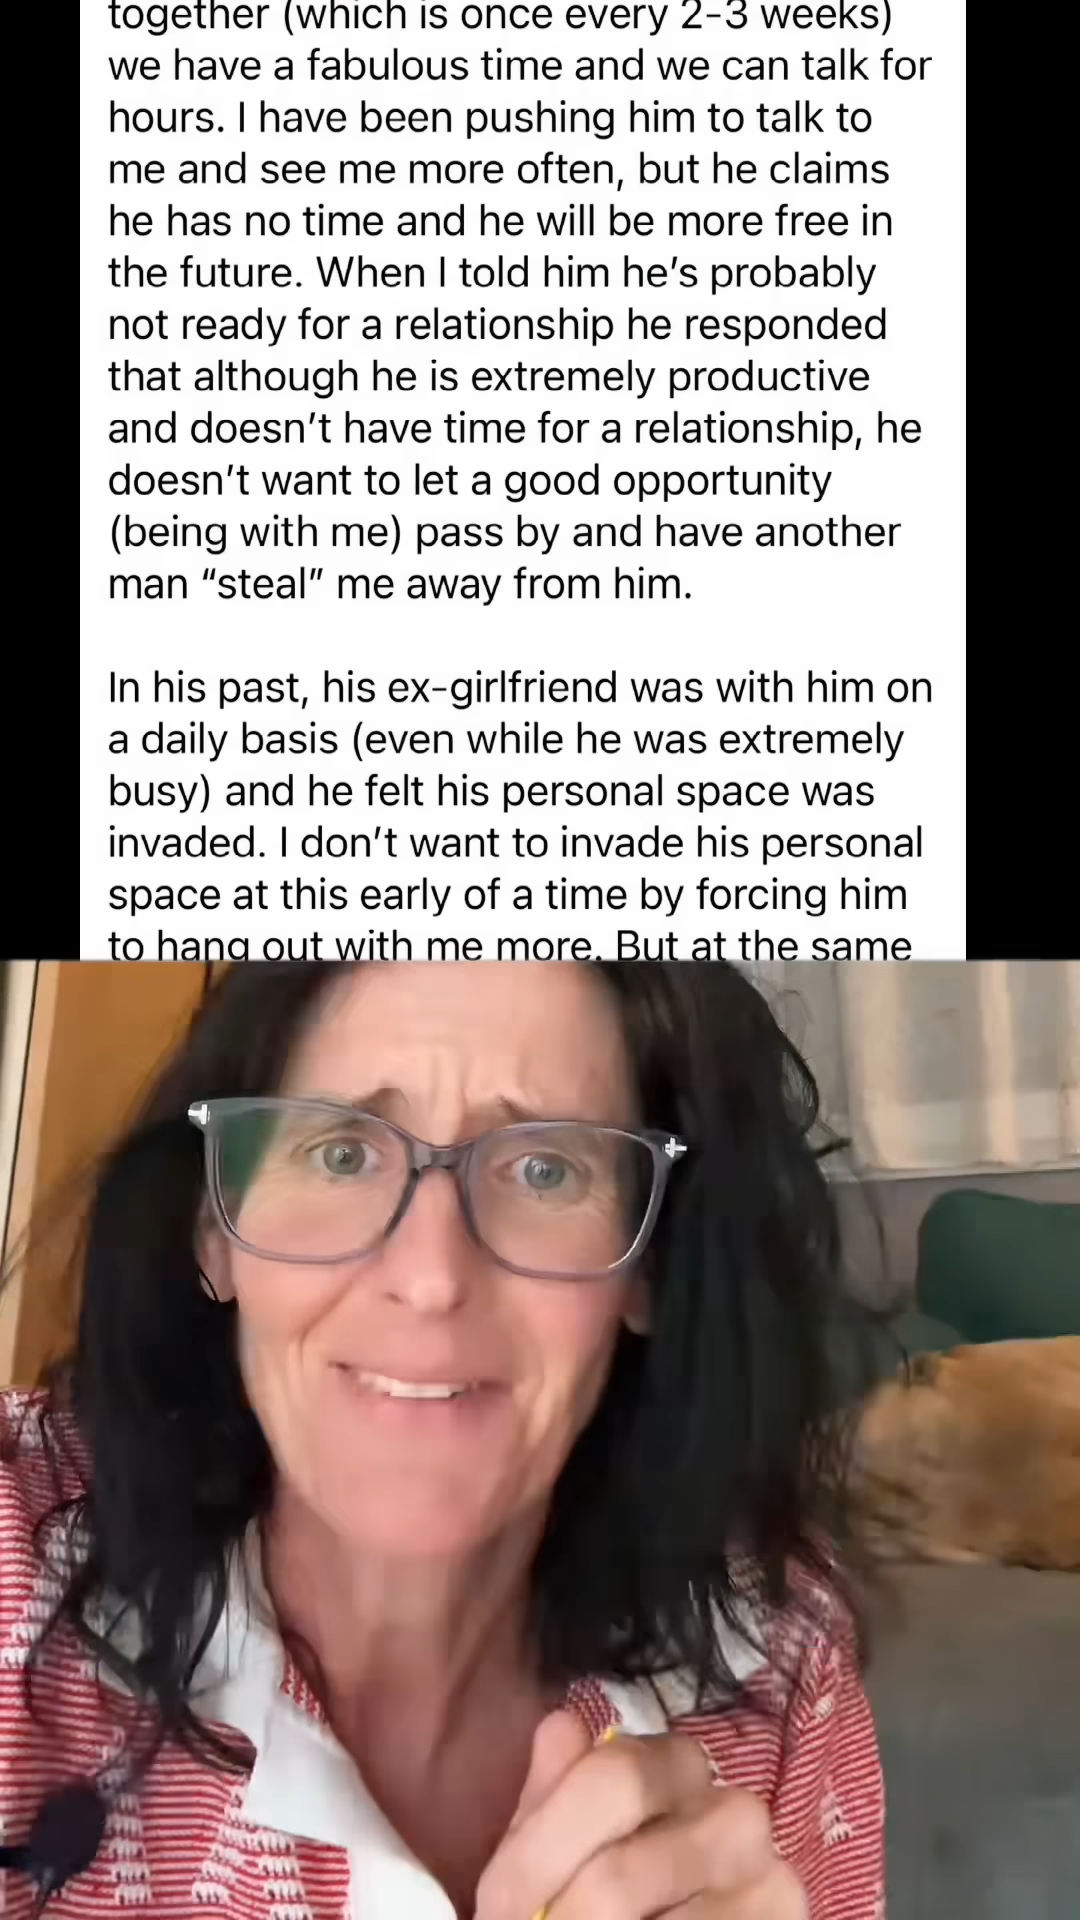 together (which is once every 2-3 weeks)
we have a fabulous time and we can talk for
hours. I have been pushing him to talk to
me and see me more often, but he claims
he has no time and he will be more free in
the future. When I told him he’s probably
not ready for a relationship he responded
that although he is extremely productive
and doesn’t have time for a relationship, he
doesn’t want to let a good opportunity
(being with me) pass by and have another
man “steal” me away from him.
In his past, his ex-girlfriend was with him on
a daily basis (even while he was extremely
busy) and he felt his personal space was
invaded. I don’t want to invade his personal
space at this early of a time by forcing him
to hang out with me more. But at the same